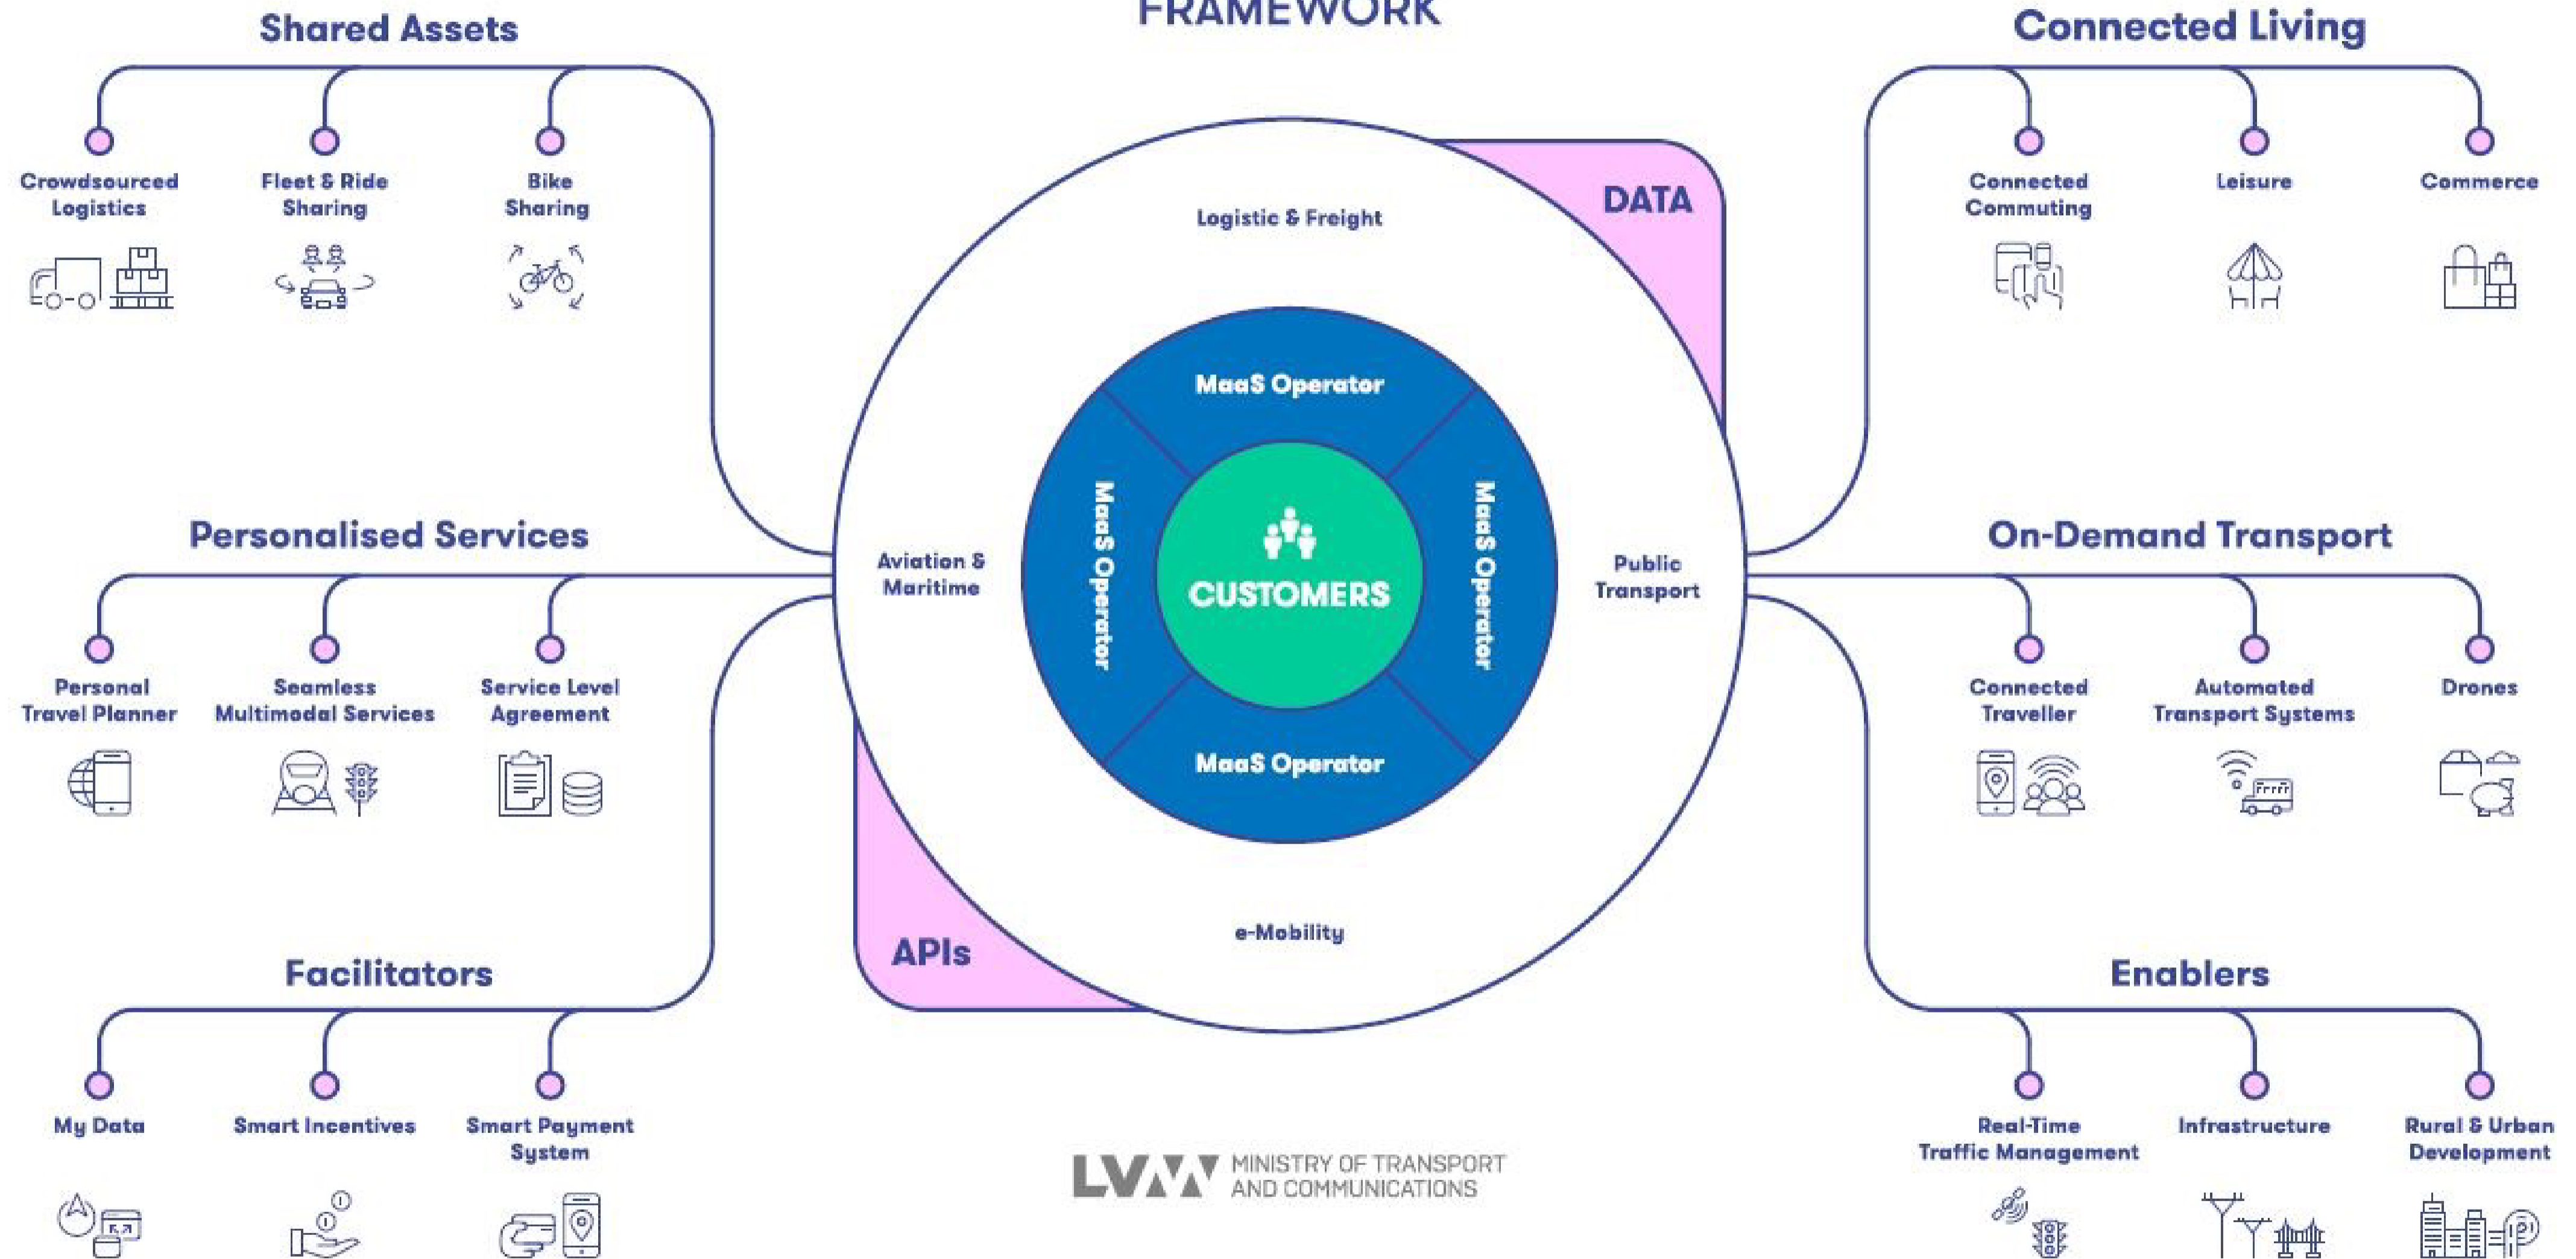 FRAMEWORK
Shared Assets
Crowdsourced
Logistics
Fleet & Ride
Sharing
Bike
Sharing
Personalised Services
Personal
Travel Planner
Seamless
Multimodal Services
Service Level
Agreement
Facilitators
My Data
Smart Incentives
Smart Payment
System
DATA
Logistic & Freight
MaaS Operator
Aviation &
Maritime
MaaS Operator
CUSTOMERS
MaaS Operator
Public
Transport
MaaS Operator
e-Mobility
APIs
LVM
MINISTRY OF TRANSPORT
AND COMMUNICATIONS
Connected Living
Connected
Commuting
Leisure
Commerce
On-Demand Transport
Connected
Traveller
Automated
Transport Systems
Drones
Enablers
Real-Time
Traffic Management
Infrastructure
Rural & Urban
Development